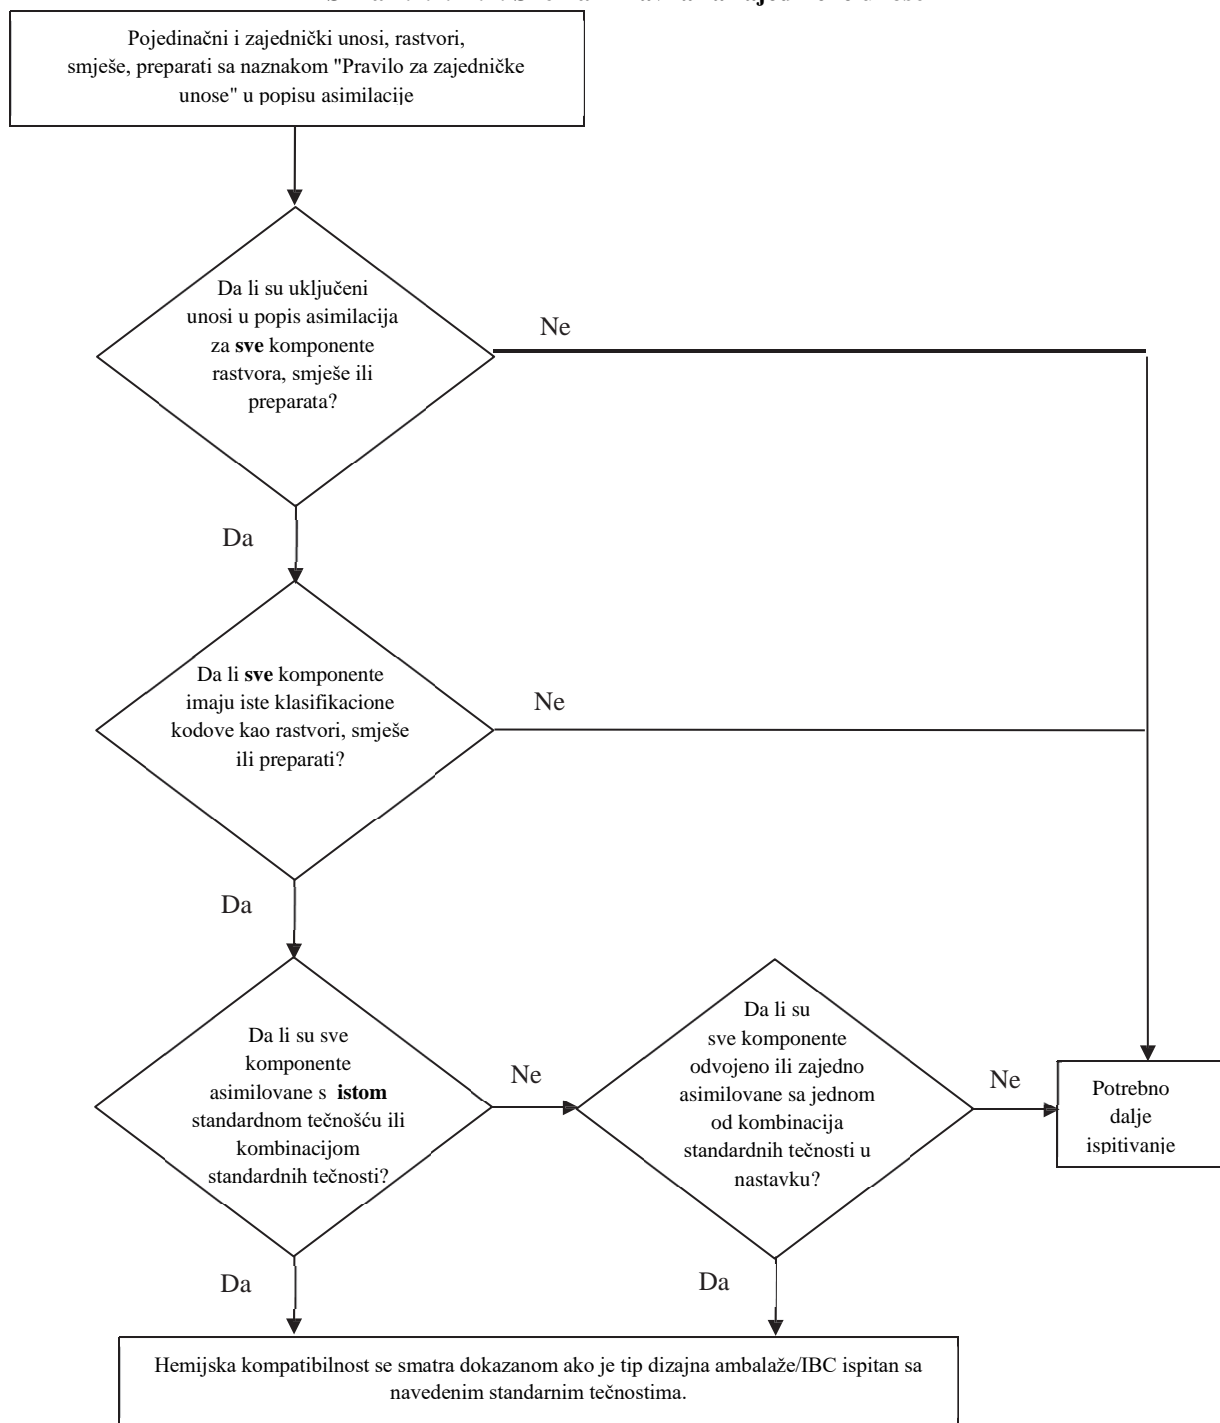 Pojedinačni i zajednički unosi, rastvori,
smješe, preparati sa naznakom "Pravilo za zajedničke
unose" u popisu asimilacije
Da li su uključeni
unosi u popis asimilacija
za sve komponente
rastvora, smješe ili
preparata?
Ne
Da
Da li sve komponente
imaju iste klasifikacione
kodove kao rastvori, smješe
ili preparati?
Ne
Da
Da li su sve
komponente
asimilovane s istom
standardnom tečnošću ili
kombinacijom
standardnih tečnosti?
Ne
Da li su
sve komponente
odvojeno ili zajedno
asimilovane sa jednom
od kombinacija
standardnih tečnosti u
nastavku?
Ne
Potrebno
dalje
ispitivanje
Da
Da
Hemijska kompatibilnost se smatra dokazanom ako je tip dizajna ambalaže/IBC ispitan sa
navedenim standarnim tečnostima.